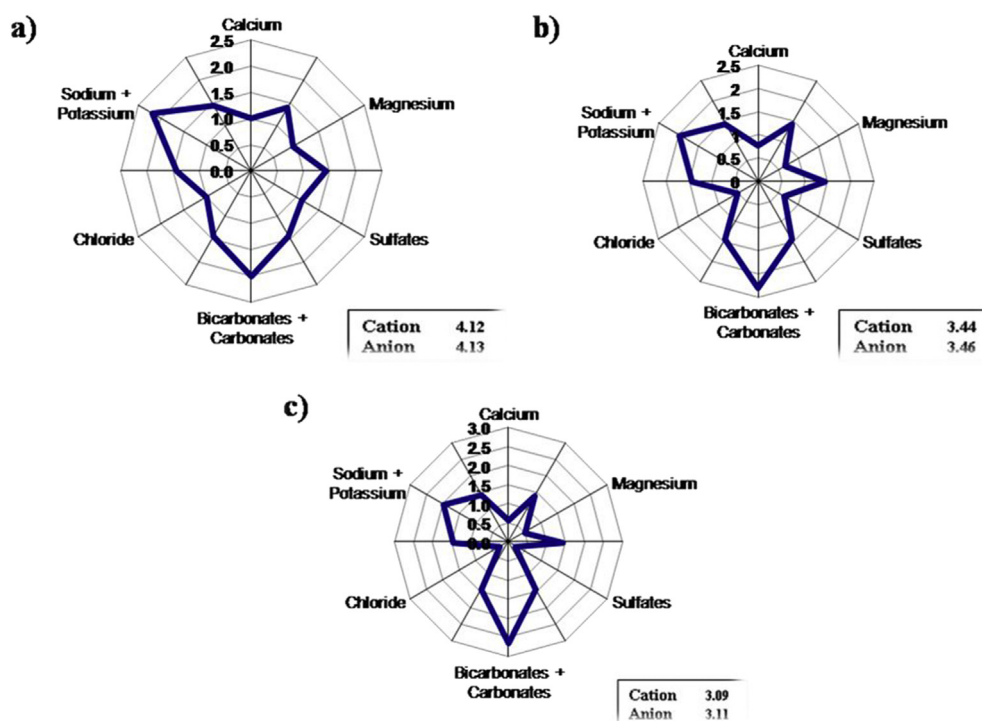 a)
Calcium
2.5
2.0
1.5
1.0
0.5
0.0
Sodium +
Potassium
Magnesium
Chloride
Sulfates
Bicarbonates +
Carbonates
Cation 4.12
Anion 4.13
b)
Calcium
2.5
2
1.5
1
0.5
0
Sodium +
Potassium
Magnesium
Chloride
Sulfates
Bicarbonates +
Carbonates
Cation 3.44
Anion 3.46
c)
Calcium
3.0
2.5
2.0
1.5
1.0
0.5
0.0
Sodium +
Potassium
Magnesium
Chloride
Sulfates
Bicarbonates +
Carbonates
Cation 3.09
Anion 3.11